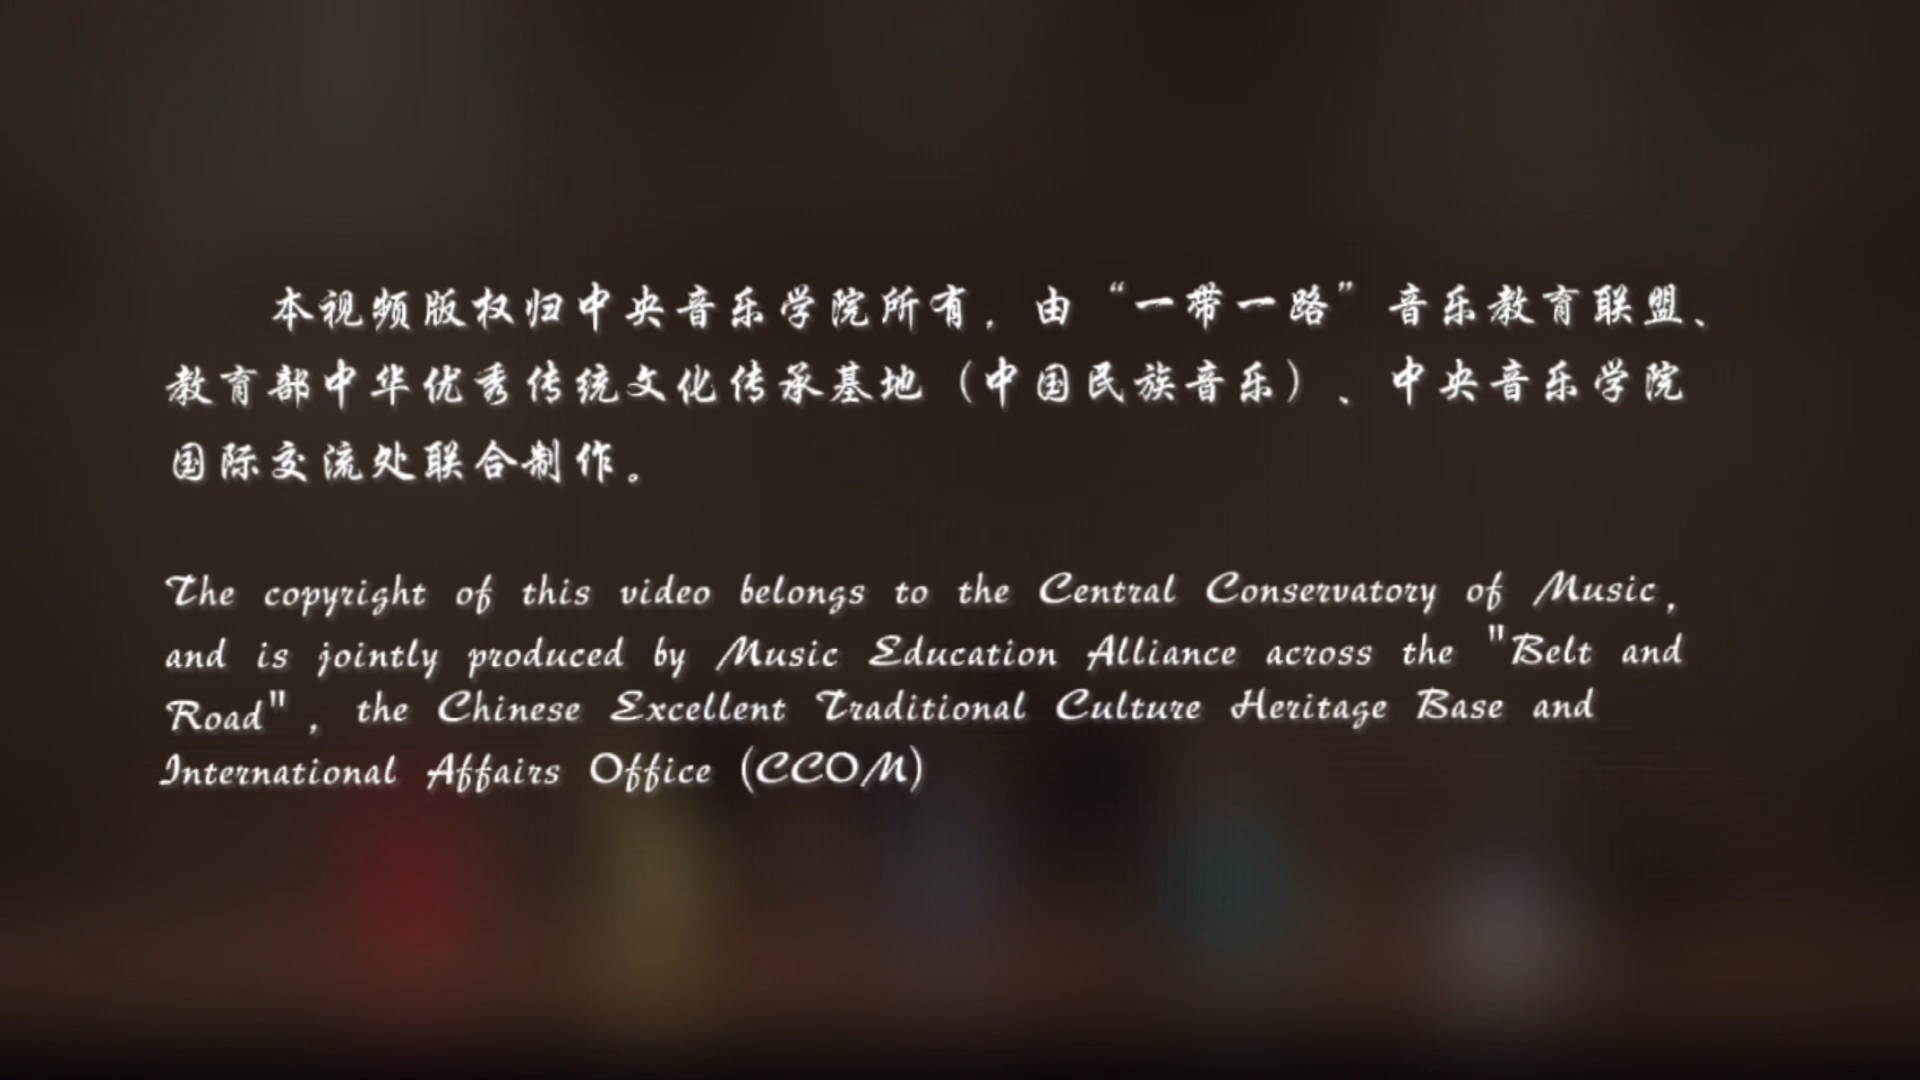 本视频版权归中央音乐学院所有，由“一带一路”音乐教育联盟、
教育部中华优秀传统文化传承基地（中国民族音乐）、中央音乐学院
国际交流处联合制作。
The copyright of this video belongs to the Central Conservatory of Music,
and is jointly produced by Music Education Alliance across the "Belt and
Road", the Chinese Excellent Traditional Culture Heritage Base and
International Affairs Office (CCOM)